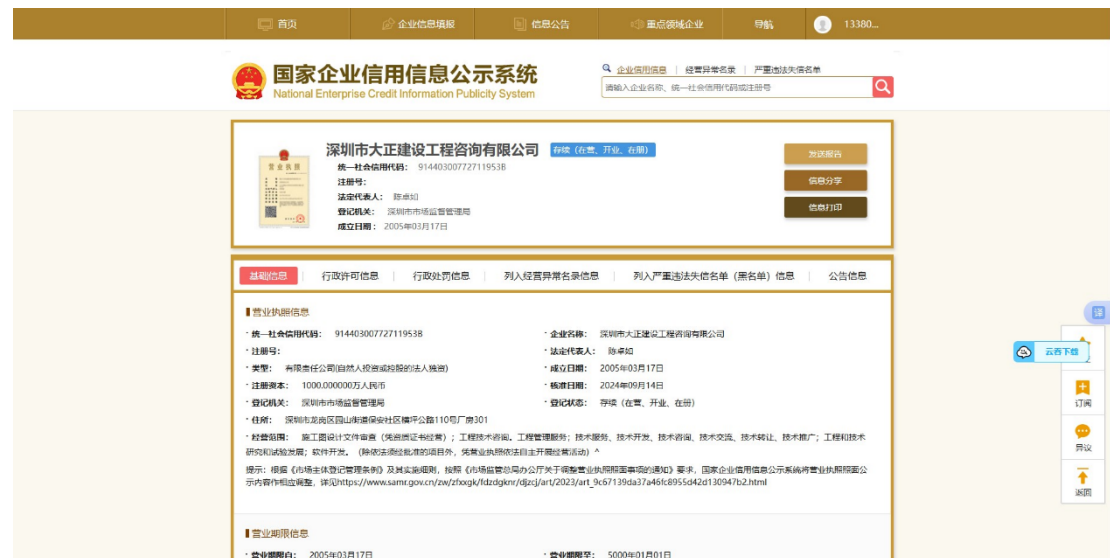 首页 企业信息填报 信息公告 重点领域企业 导航 13380...
国家企业信用信息公示系统
National Enterprise Credit Information Publicity System
企业信用信息 | 经营异常名录 | 严重违法失信名单
请输入企业名称、统一社会信用代码或注册号
深圳市大正建设工程咨询有限公司 存续（在营、开业、在册）
统一社会信用代码： 91440300772711953B
注册号：
法定代表人： 陈卓如
登记机关： 深圳市市场监督管理局
成立日期： 2005年03月17日
发送报告
信息分享
信息打印
营业执照
基础信息 | 行政许可信息 | 行政处罚信息 | 列入经营异常名录信息 | 列入严重违法失信名单（黑名单）信息 | 公告信息
营业执照信息
· 统一社会信用代码： 91440300772711953B · 企业名称： 深圳市大正建设工程咨询有限公司
· 注册号： · 法定代表人： 陈卓如
· 类型： 有限责任公司(自然人投资或控股的法人独资) · 成立日期： 2005年03月17日
· 注册资本： 1000.000000万人民币 · 核准日期： 2024年09月14日
· 登记机关： 深圳市市场监督管理局 · 登记状态： 存续（在营、开业、在册）
· 住所： 深圳市龙岗区园山街道保安社区横坪公路110号厂房301
· 经营范围： 施工图设计文件审查（凭资质证书经营）；工程技术咨询。工程管理服务；技术服务、技术开发、技术咨询、技术交流、技术转让、技术推广；工程和技术
研究和试验发展；软件开发。（除依法须经批准的项目外，凭营业执照依法自主开展经营活动）^
提示：根据《市场主体登记管理条例》及其实施细则，按照《市场监管总局办公厅关于调整营业执照照面事项的通知》要求，国家企业信用信息公示系统将营业执照照面公
示内容作相应调整，详见https://www.samr.gov.cn/zw/zfxxgk/fdzdgknr/djzcj/art/2023/art_9c67139da37a46fc8955d42d130947b2.html
营业期限信息
· 营业期限自： 2005年03月17日 · 营业期限至： 5000年01月01日
译
云吞下载
订阅
异议
返回